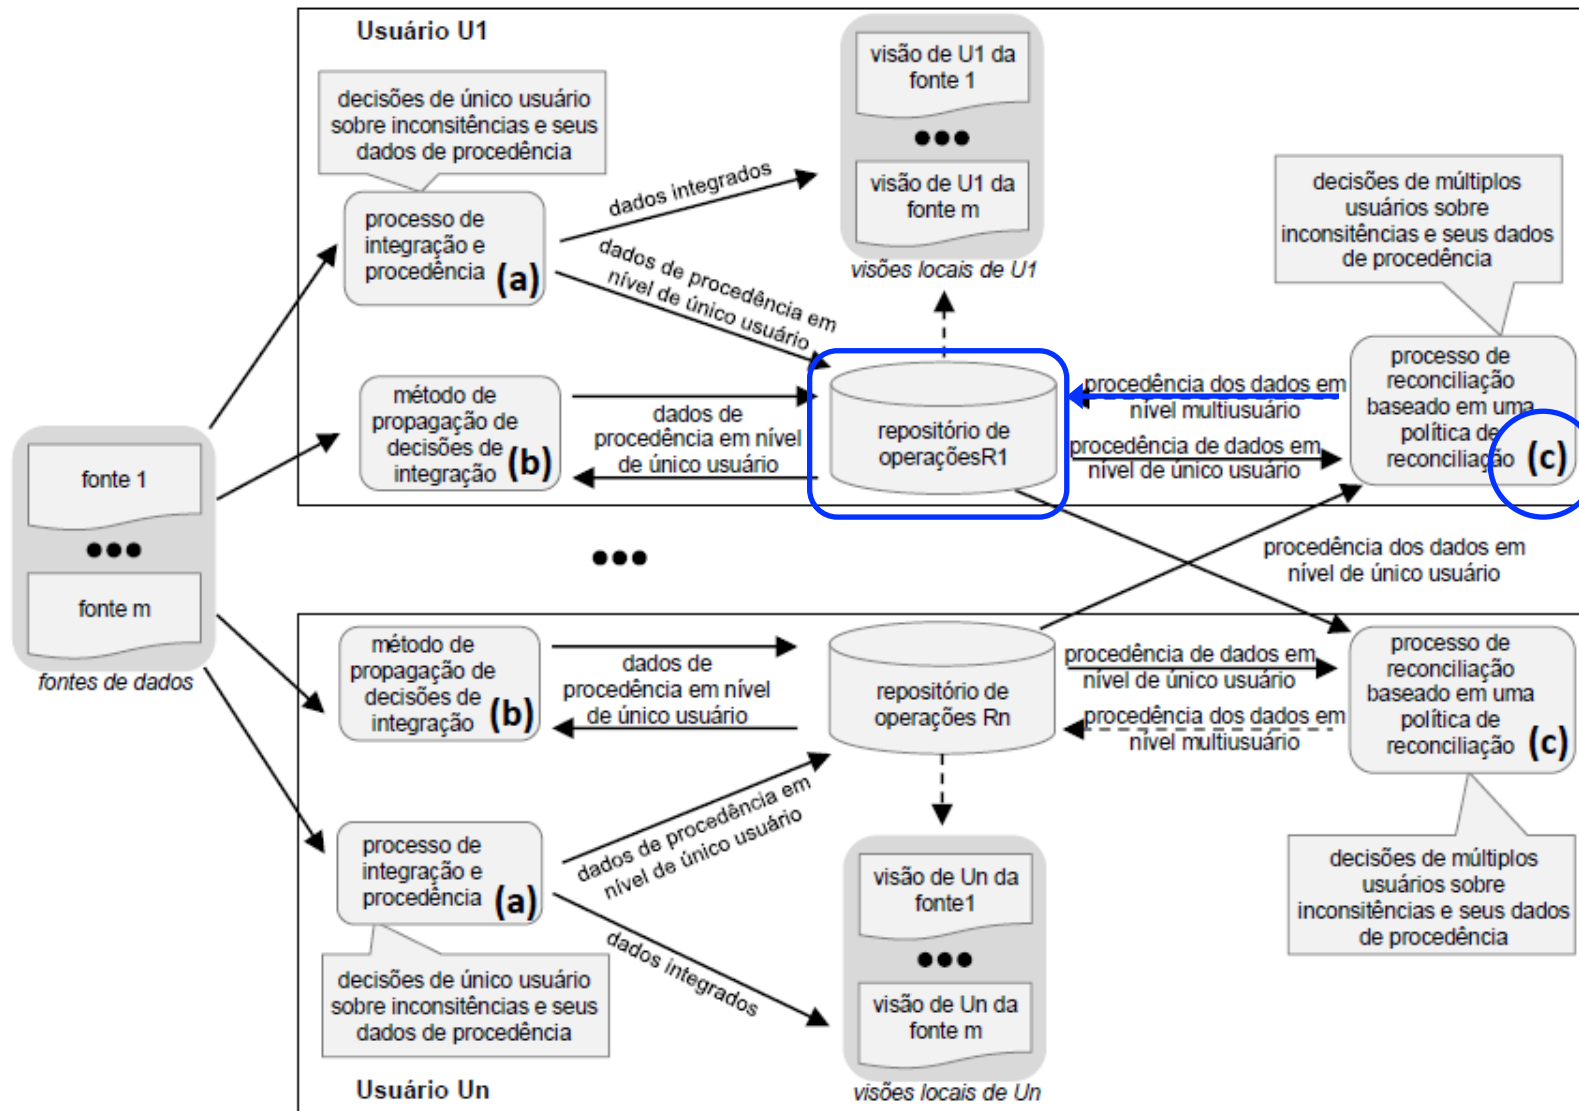 Usuário U1
decisões de único usuário
sobre inconsitências e seus
dados de procedência
processo de
integração e
procedência
(a)
dados integrados
dados de procedência em
nível de único usuário
visão de U1 da
fonte 1
visão de U1 da
fonte m
visões locais de U1
decisões de múltiplos
usuários sobre
inconsitências e seus dados
de procedência
método de
propagação de
decisões de
integração
(b)
dados de
procedência em nível
de único usuário
repositório de
operaçõesR1
procedência dos dados em
nível multiusuário
procedência de dados em
nível de único usuário
processo de
reconciliação
baseado em uma
política de
reconciliação
(c)
fonte 1
fonte m
fontes de dados
procedência dos dados em
nível de único usuário
método de
propagação de
decisões de
integração
(b)
dados de
procedência em nível
de único usuário
repositório de
operações Rn
procedência de dados em
nível de único usuário
procedência dos dados em
nível multiusuário
processo de
reconciliação
baseado em uma
política de
reconciliação
(c)
processo de
integração e
procedência
(a)
dados de procedência em
nível de único usuário
dados integrados
decisões de único usuário
sobre inconsitências e seus
dados de procedência
visão de Un da
fonte1
visão de Un da
fonte m
visões locais de Un
decisões de múltiplos
usuários sobre
inconsitências e seus dados
de procedência
Usuário Un